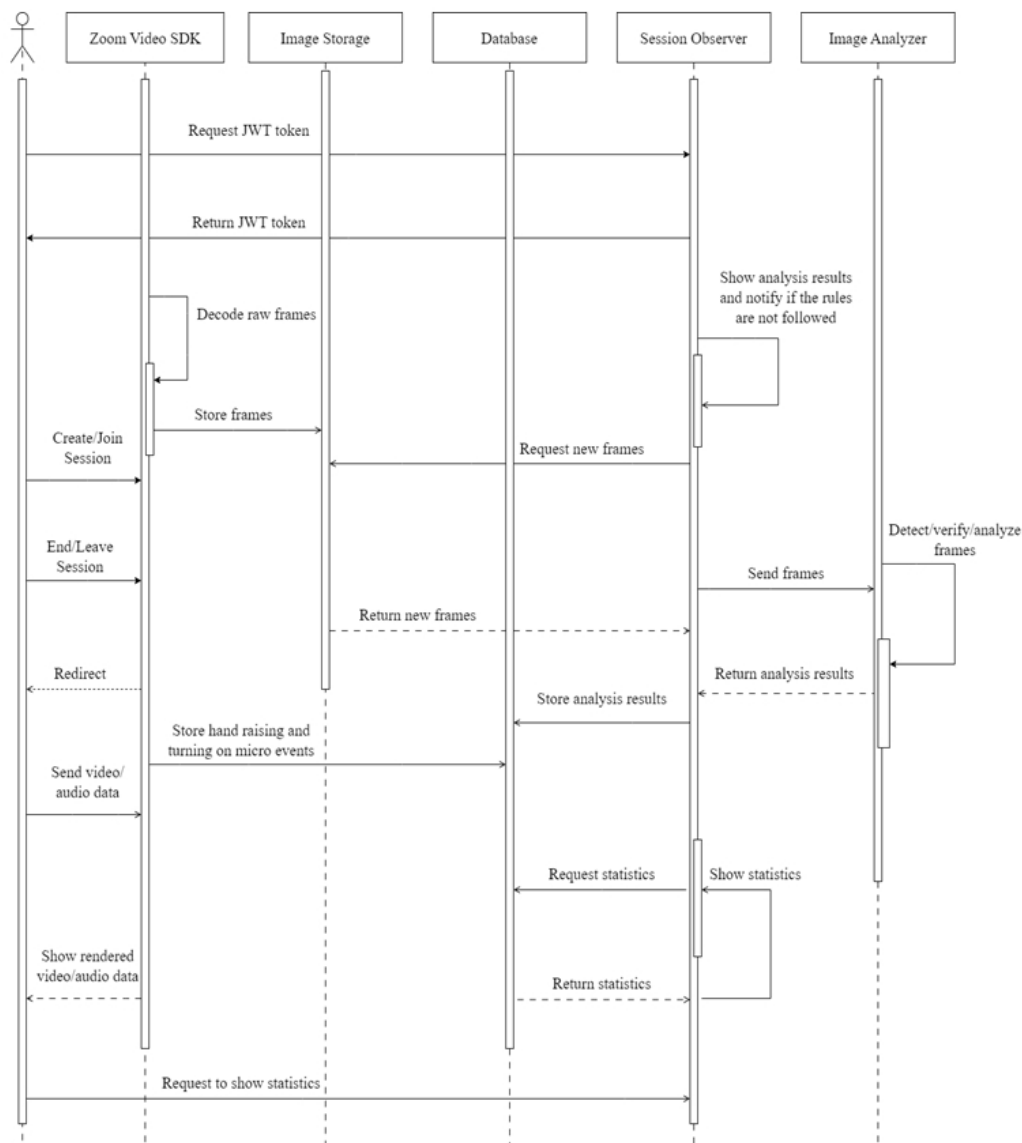 Zoom Video SDK
Image Storage
Database
Session Observer
Image Analyzer
Request JWT token
Return JWT token
Show analysis results
and notify if the rules
are not followed
Decode raw frames
Store frames
Create/Join
Session
Request new frames
Detect/verify/analyze
frames
End/Leave
Session
Send frames
Return new frames
Redirect
Return analysis results
Store analysis results
Store hand raising and
turning on micro events
Send video/
audio data
Request statistics
Show statistics
Show rendered
video/audio data
Return statistics
Request to show statistics